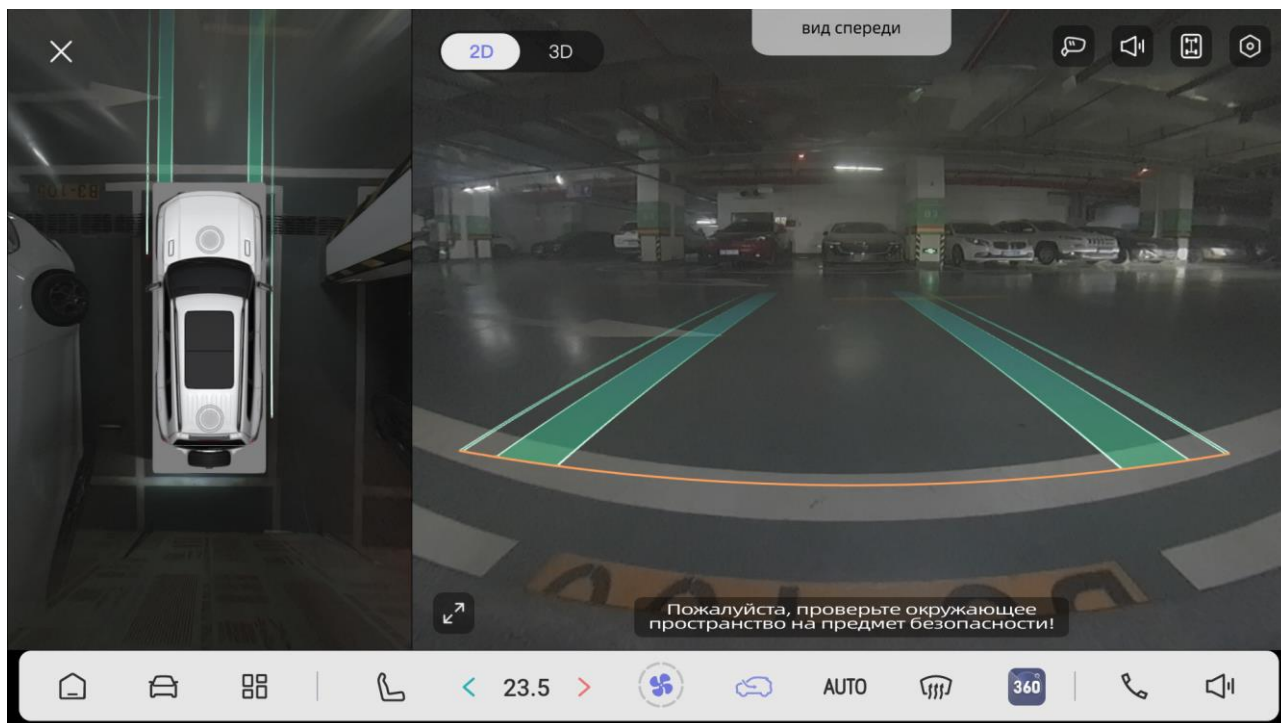 2D
3D
вид спереди
Пожалуйста, проверьте окружающее
пространство на предмет безопасности!
23.5
AUTO
360